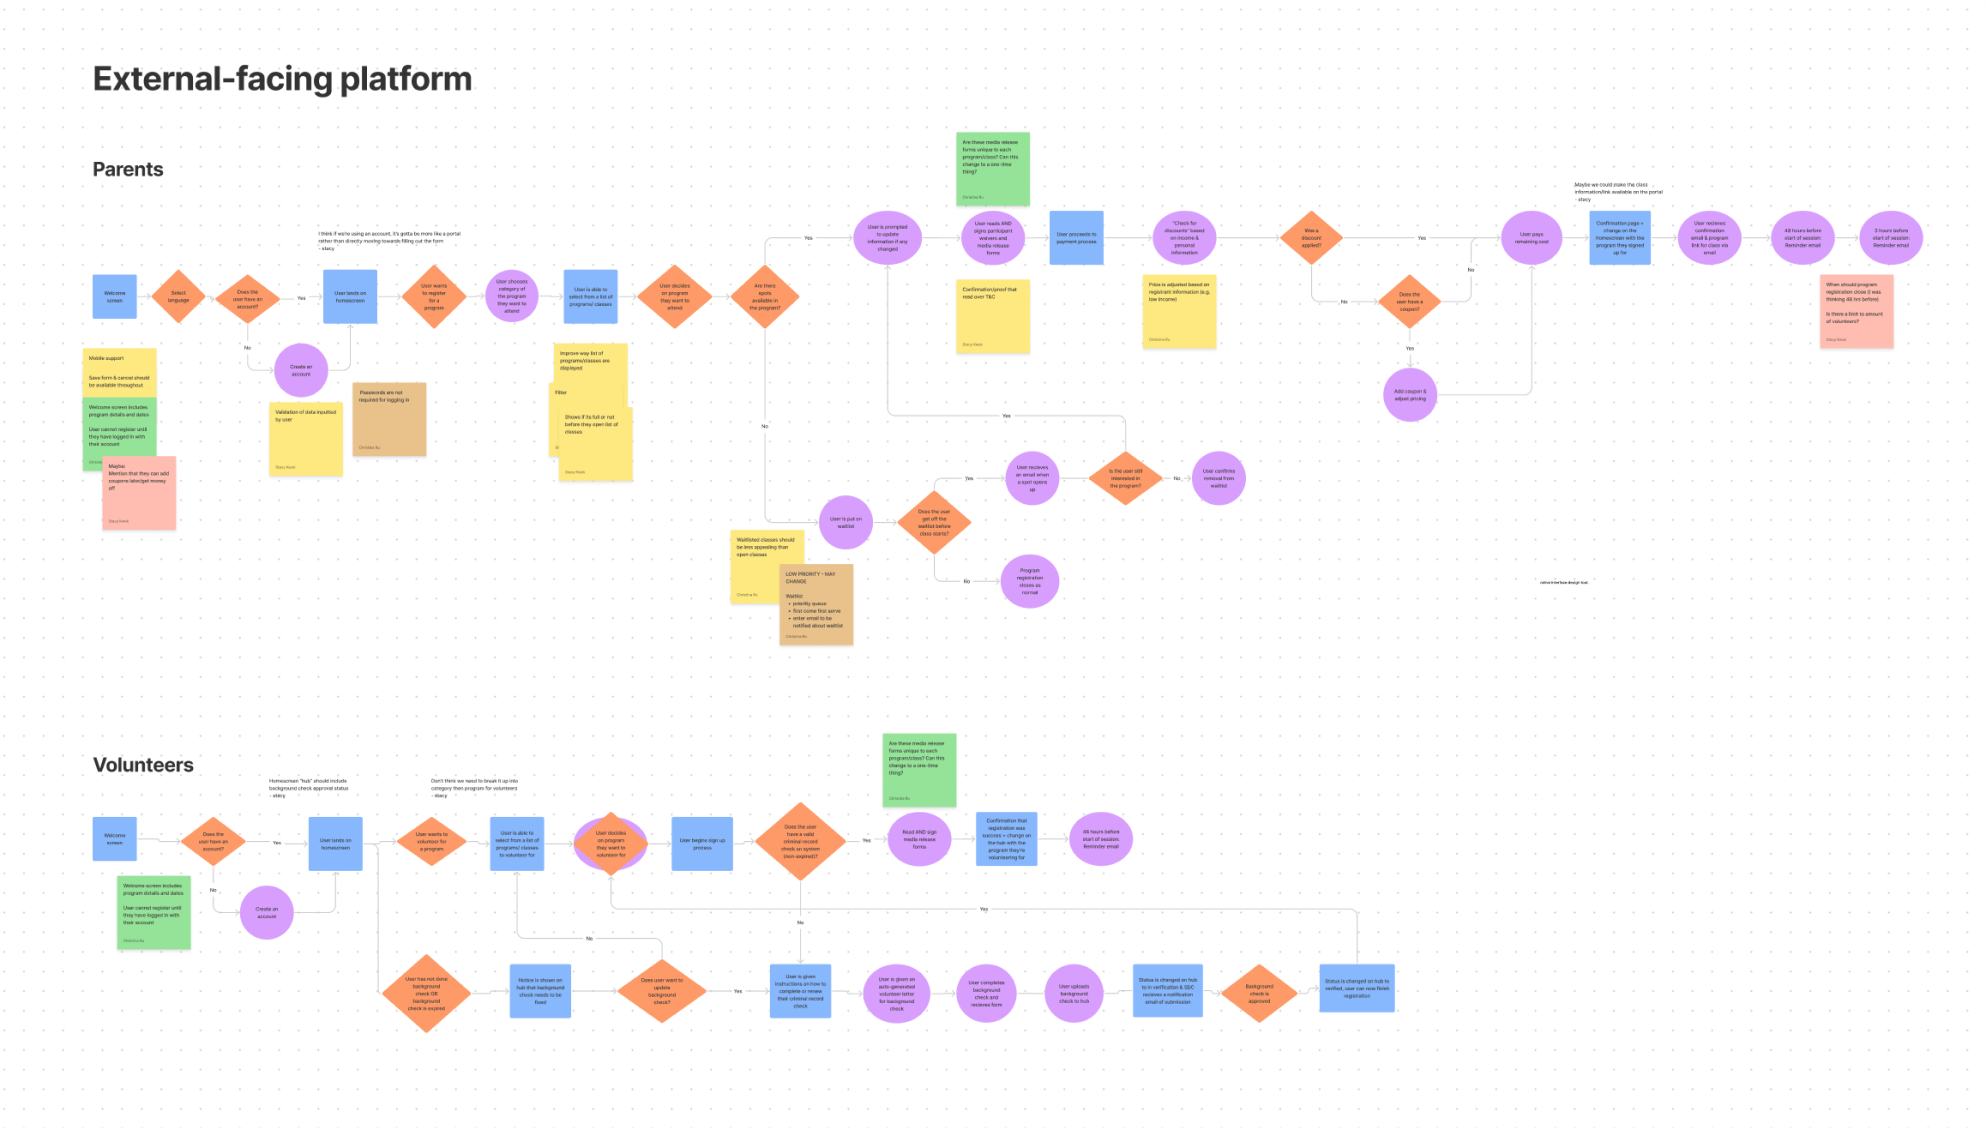 External-facing platform
Parents
Are these media release
forms unique to each
program/class? Can this
change to a one-time
thing?
Christina Ru
Maybe we could make the class
information/link available on the portal
- stacy
I think if we're using an account, it's gotta be more like a portal
rather than directly moving towards filling out the form
- stacy
Welcome
screen
Select
language
Does the
user have an
account?
Yes
User lands on
homescreen
User wants
to register
for a
program
User chooses
category of
the program
they want to
attend
User is able to
select from a list of
programs/ classes
User decides
on program
they want to
attend
Are there
spots
available in
the program?
Yes
User is prompted
to update
information if any
changed
User reads AND
signs participant
waivers and
media release
forms
User proceeds to
payment process
"Check for
discounts" based
on income &
personal
information
Was a
discount
applied?
Yes
User pays
remaining cost
Confirmation page +
change on the
homescreen with the
program they signed
up for
User recieves
confirmation
email & program
link for class via
email
48 hours before
start of session:
Reminder email
3 hours before
start of session:
Reminder email
No
Does the
user have a
coupon?
No
Yes
Add coupon &
adjust pricing
No
Create an
account
Mobile support
Save form & cancel should
be available throughout
Welcome screen includes
program details and dates
User cannot register until
they have logged in with
their account
Maybe:
Mention that they can add
coupons later/get money
off
Stacy Kwok
Validation of data inputted
by user
Stacy Kwok
Passwords are not
required for logging in
Christina Ru
Improve way list of
programs/classes are
displayed
Filter
Shows if its full or not
before they open list of
classes
Stacy Kwok
Confirmation/proof that
read over T&C
Stacy Kwok
Price is adjusted based on
registrant information (e.g.
low income)
Christina Ru
When should program
registration close (I was
thinking 48 hrs before)
Is there a limit to amount
of volunteers?
Stacy Kwok
No
Yes
User is put on
waitlist
Does the user
get off the
waitlist before
class starts?
Yes
User recieves
an email when
a spot opens
up
Is the user still
interested in
the program?
No
User confirms
removal from
waitlist
No
Program
registration
closes as
normal
Waitlisted classes should
be less appealing than
open classes
Christina Ru
LOW PRIORITY - MAY
CHANGE
Waitlist
• priority queue
• first come first serve
• enter email to be
notified about waitlist
Christina Ru
Volunteers
Homescreen "hub" should include
background check approval status
- stacy
Don't think we need to break it up into
category then program for volunteers
- stacy
Are these media release
forms unique to each
program/class? Can this
change to a one-time
thing?
Christina Ru
Welcome
screen
Does the
user have an
account?
Yes
User lands on
homescreen
User wants to
volunteer for
a program
User is able to
select from a list of
programs/ classes
to volunteer for
User decides
on program
they want to
volunteer for
User begins sign up
process
Does the user
have a valid
criminal record
check on system
(non-expired)?
Yes
Read AND sign
media release
forms
Confirmation that
registration was
success + change on
the hub with the
program they're
volunteering for
48 hours before
start of session:
Reminder email
No
Create an
account
Welcome screen includes
program details and dates
User cannot register until
they have logged in with
their account
Christina Ru
Yes
No
No
User has not done
background
check OR
background
check is expired
Notice is shown on
hub that background
check needs to be
fixed
Does user want to
update
background
check?
Yes
User is given
instructions on how to
complete or renew
their criminal record
check
User is given an
auto-generated
volunteer letter
for background
check
User completes
background
check and
recieves form
User uploads
background
check to hub
Status is changed on hub
to in verification & SDC
recieves a notification
email of submission
Background
check is
approved
Status is changed on hub to
verified, user can now finish
registration